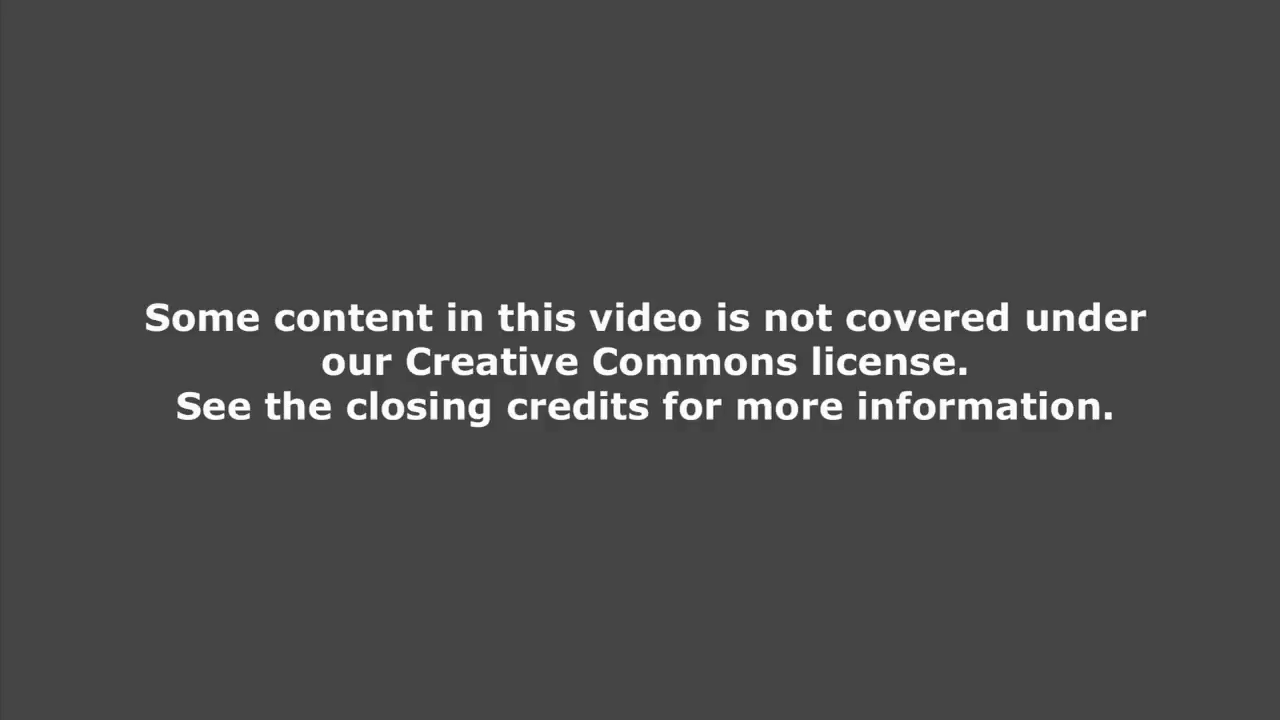 Some content in this video is not covered under
our Creative Commons license.
See the closing credits for more information.